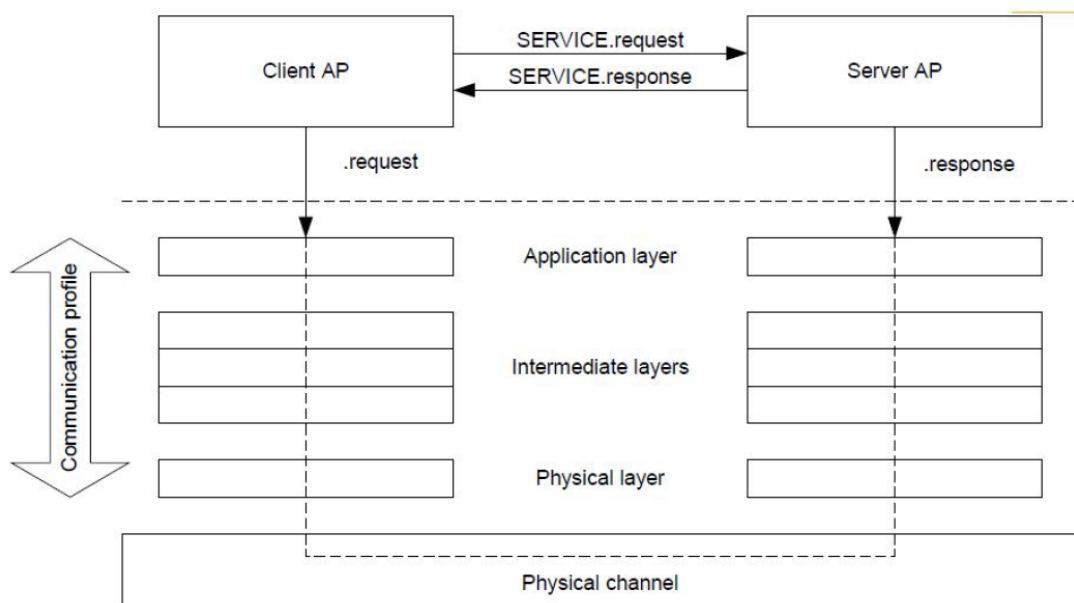 SERVICE.request
Client AP
SERVICE.response
Server AP
.request
.response
Application layer
Communication profile
Intermediate layers
Physical layer
Physical channel